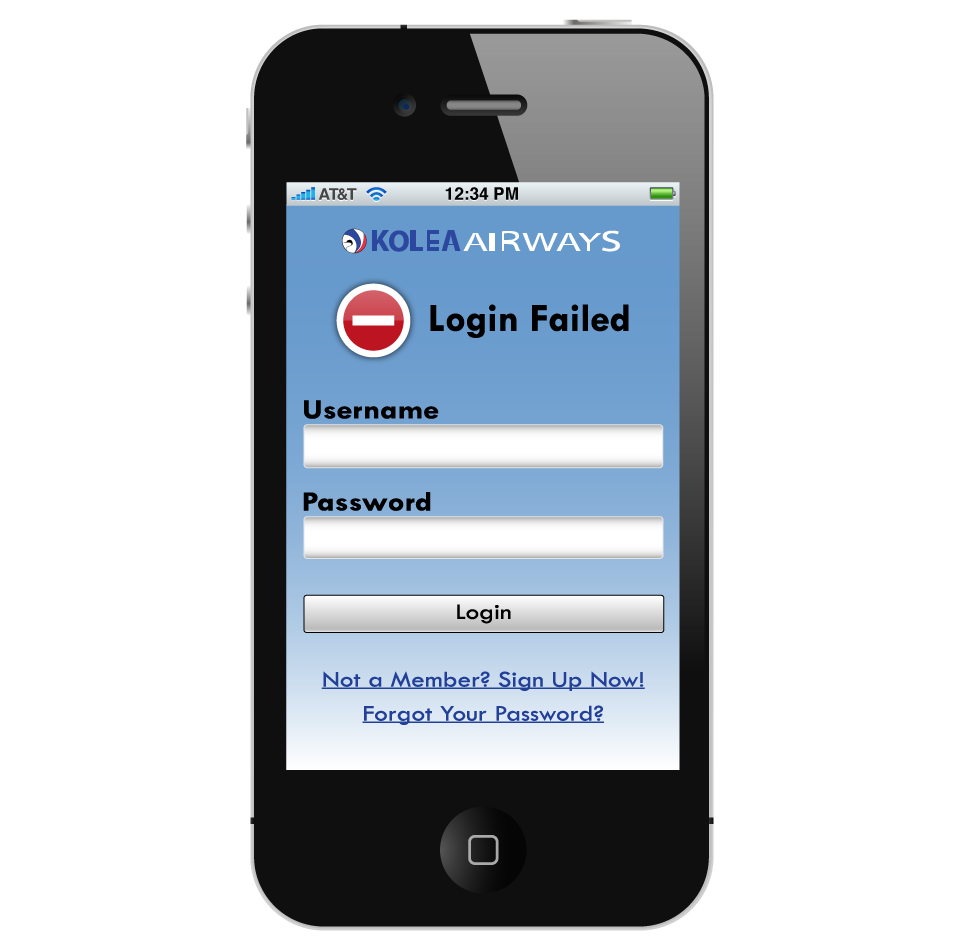 AT&T 12:34 PM
KOLEA AIRWAYS
Login Failed
Username
Password
Login
Not a Member? Sign Up Now!
Forgot Your Password?